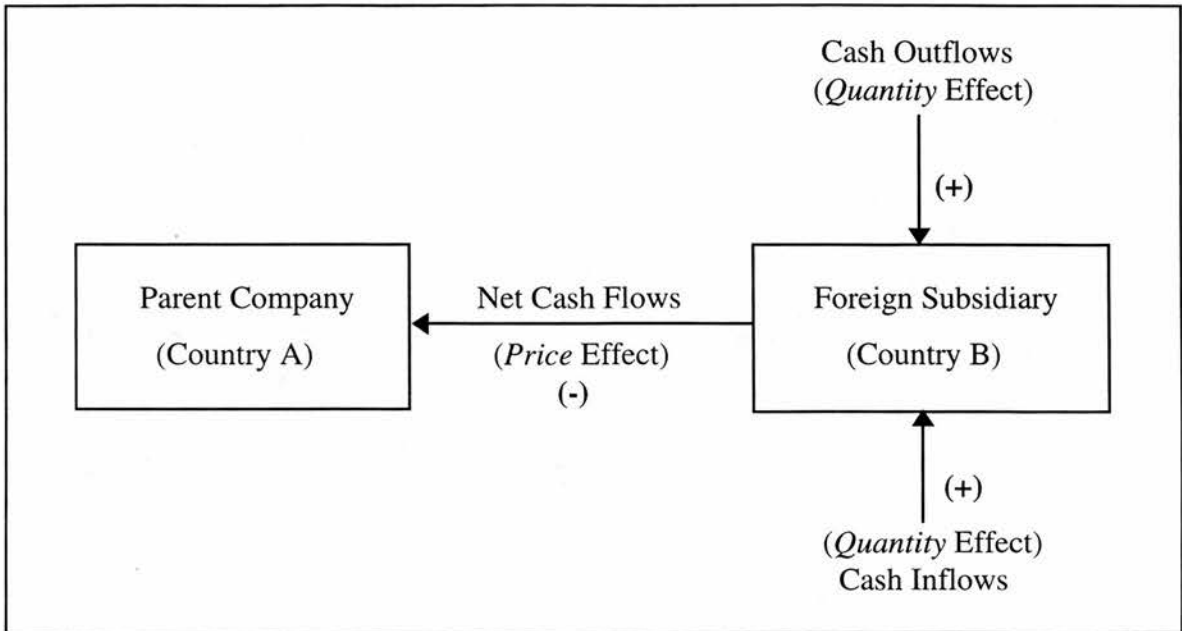 Cash Outflows
(Quantity Effect)
(+)
Parent Company
(Country A)
Net Cash Flows
(Price Effect)
(-)
Foreign Subsidiary
(Country B)
(+)
(Quantity Effect)
Cash Inflows